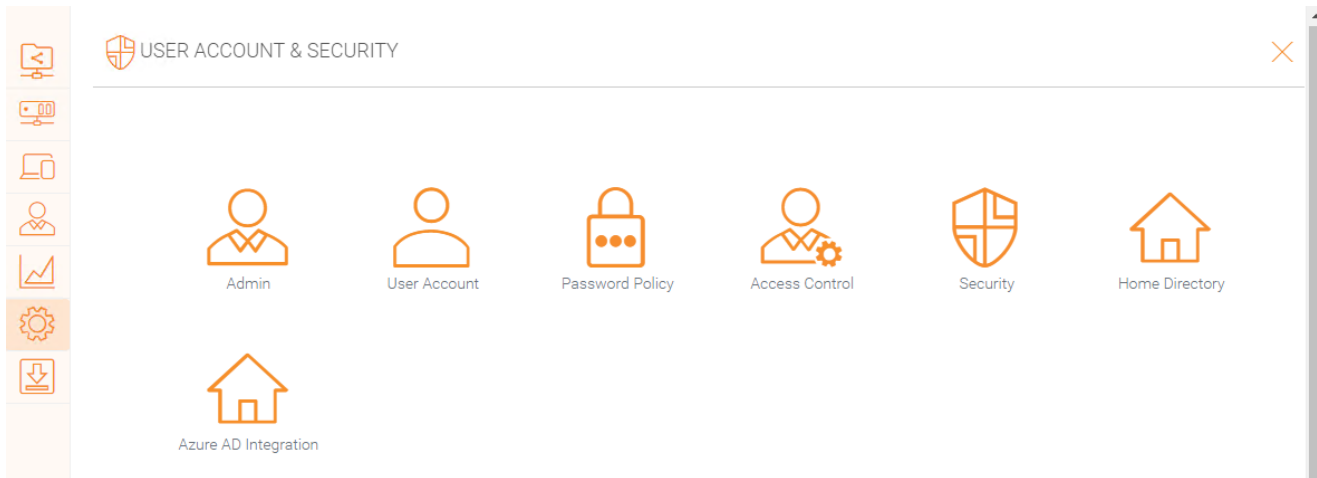 USER ACCOUNT & SECURITY
Admin
User Account
Password Policy
Access Control
Security
Home Directory
Azure AD Integration